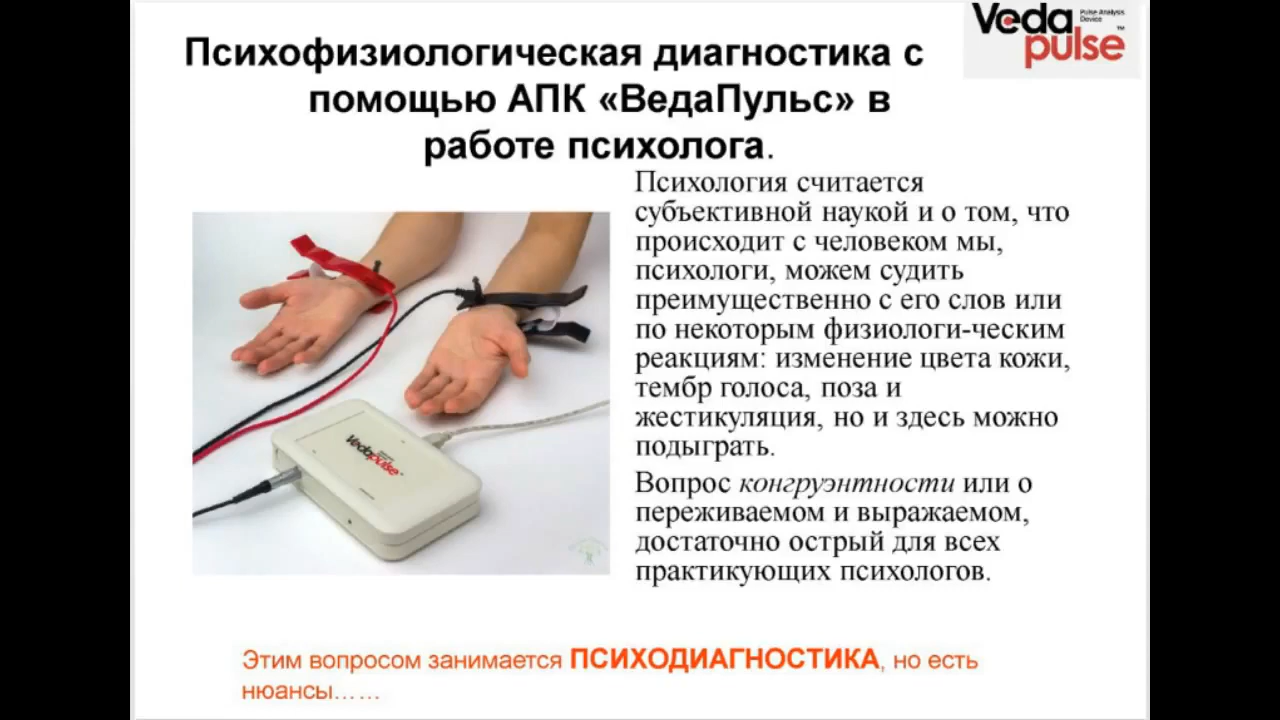 Veda Pulse Analysis Device
pulse™
Психофизиологическая диагностика с
помощью АПК «ВедаПульс» в
работе психолога.
Психология считается
субъективной наукой и о том, что
происходит с человеком мы,
психологи, можем судить
преимущественно с его слов или
по некоторым физиологи-ческим
реакциям: изменение цвета кожи,
тембр голоса, поза и
жестикуляция, но и здесь можно
подыграть.
Вопрос конгруэнтности или о
переживаемом и выражаемом,
достаточно острый для всех
практикующих психологов.
Vedapulse
Этим вопросом занимается ПСИХОДИАГНОСТИКА, но есть
нюансы……